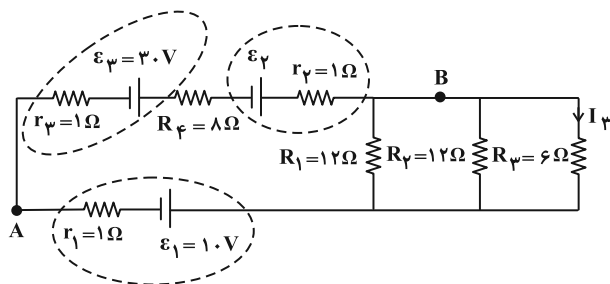 ε۳=۳۰V
ε۲
r۲=۱Ω
B
I۳
r۳=۱Ω
R۴=۸Ω
R۱=۱۲Ω
R۲=۱۲Ω
R۳=۶Ω
A
r۱=۱Ω
ε۱=۱۰V